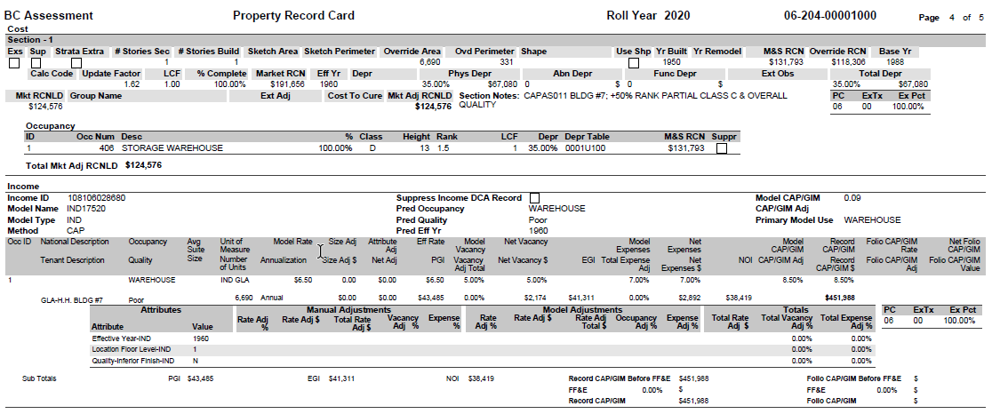 BC Assessment Property Record Card Roll Year 2020 06-204-00001000 Page 4 of 5
Cost
Section - 1
Exs Sup Strata Extra # Stories Sec # Stories Build Sketch Area Sketch Perimeter Override Area Ovd Perimeter Shape Use Shp Yr Built Yr Remodel M&S RCN Override RCN Base Yr
1 1 6,690 331 1950 $131,793 $118,306 1988
Calc Code Update Factor LCF % Complete Market RCN Eff Yr Depr Phys Depr Abn Depr Func Depr Ext Obs Total Depr
1.62 1.00 100.00% $191,656 1960 35.00% $67,080 0 $ 0 $ 35.00% $67,080
Mkt RCNLD Group Name Ext Adj Cost To Cure Mkt Adj RCNLD Section Notes: CAPAS011 BLDG #7; +50% RANK PARTIAL CLASS C & OVERALL PC ExTx Ex Pct
$124,576 $124,576 QUALITY 06 00 100.00%
Occupancy
ID Occ Num Desc % Class Height Rank LCF Depr Depr Table M&S RCN Suppr
1 406 STORAGE WAREHOUSE 100.00% D 13 1.5 1 35.00% 0001U100 $131,793
Total Mkt Adj RCNLD $124,576
Income
Income ID 108106028680 Suppress Income DCA Record Model CAP/GIM 0.09
Model Name IND17520 Pred Occupancy WAREHOUSE CAP/GIM Adj
Model Type IND Pred Quality Poor Primary Model Use WAREHOUSE
Method CAP Pred Eff Yr 1960
Occ ID National Description Occupancy Avg Unit of Model Rate Size Adj Attribute Eff Rate Model Net Vacancy Model Net Model Record Folio CAP/GIM Net Folio
Suite Measure Adj Vacancy Expenses Expenses CAP/GIM CAP/GIM Rate CAP/GIM
Tenant Description Quality Size Number Annualization Size Adj $ Net Adj PGI Vacancy Net Vacancy $ EGI Total Expense Net NOI CAP/GIM Adj Record Folio CAP/GIM Folio CAP/GIM
of Units Adj Total Adj Expenses $ CAP/GIM $ Adj Value
1 WAREHOUSE IND GLA $6.50 0.00 $0.00 $6.50 5.00% 5.00% 7.00% 7.00% 8.50% 8.50%
GLA-H.H. BLDG #7 Poor 6,690 Annual $0.00 $0.00 $43,485 0.00% $2,174 $41,311 0.00% $2,892 $38,419 $451,988
Attributes Manual Adjustments Model Adjustments Totals PC ExTx Ex Pct
Attribute Value Rate Adj % Rate Adj $ Total Rate Adj $ Vacancy Adj % Expense % Rate Adj % Rate Adj $ Rate Adj Total $ Occupancy Adj % Expense Adj % Total Rate Adj $ Total Vacancy Adj % Total Expense Adj % 06 00 100.00%
Effective Year-IND 1960 0.00% 0.00%
Location Floor Level-IND 1 0.00% 0.00%
Quality-Inferior Finish-IND N 0.00% 0.00%
Sub Totals PGI $43,485 EGI $41,311 NOI $38,419 Record CAP/GIM Before FF&E $451,988 Folio CAP/GIM Before FF&E $
FF&E 0.00% $ FF&E 0.00% $
Record CAP/GIM $451,988 Folio CAP/GIM $